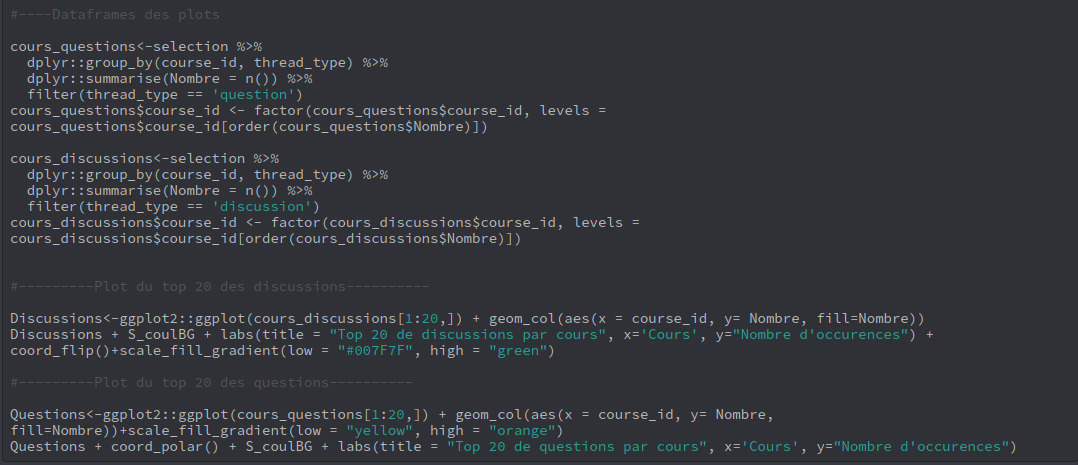 #----Dataframes des plots
cours_questions<-selection %>%
dplyr::group_by(course_id, thread_type) %>%
dplyr::summarise(Nombre = n()) %>%
filter(thread_type == 'question')
cours_questions$course_id <- factor(cours_questions$course_id, levels =
cours_questions$course_id[order(cours_questions$Nombre)])
cours_discussions<-selection %>%
dplyr::group_by(course_id, thread_type) %>%
dplyr::summarise(Nombre = n()) %>%
filter(thread_type == 'discussion')
cours_discussions$course_id <- factor(cours_discussions$course_id, levels =
cours_discussions$course_id[order(cours_discussions$Nombre)])
#---------Plot du top 20 des discussions----------
Discussions<-ggplot2::ggplot(cours_discussions[1:20,]) + geom_col(aes(x = course_id, y= Nombre, fill=Nombre))
Discussions + S_coulBG + labs(title = "Top 20 de discussions par cours", x='Cours', y="Nombre d'occurences") +
coord_flip()+scale_fill_gradient(low = "#007F7F", high = "green")
#---------Plot du top 20 des questions----------
Questions<-ggplot2::ggplot(cours_questions[1:20,]) + geom_col(aes(x = course_id, y= Nombre,
fill=Nombre))+scale_fill_gradient(low = "yellow", high = "orange")
Questions + coord_polar() + S_coulBG + labs(title = "Top 20 de questions par cours", x='Cours', y="Nombre d'occurences")